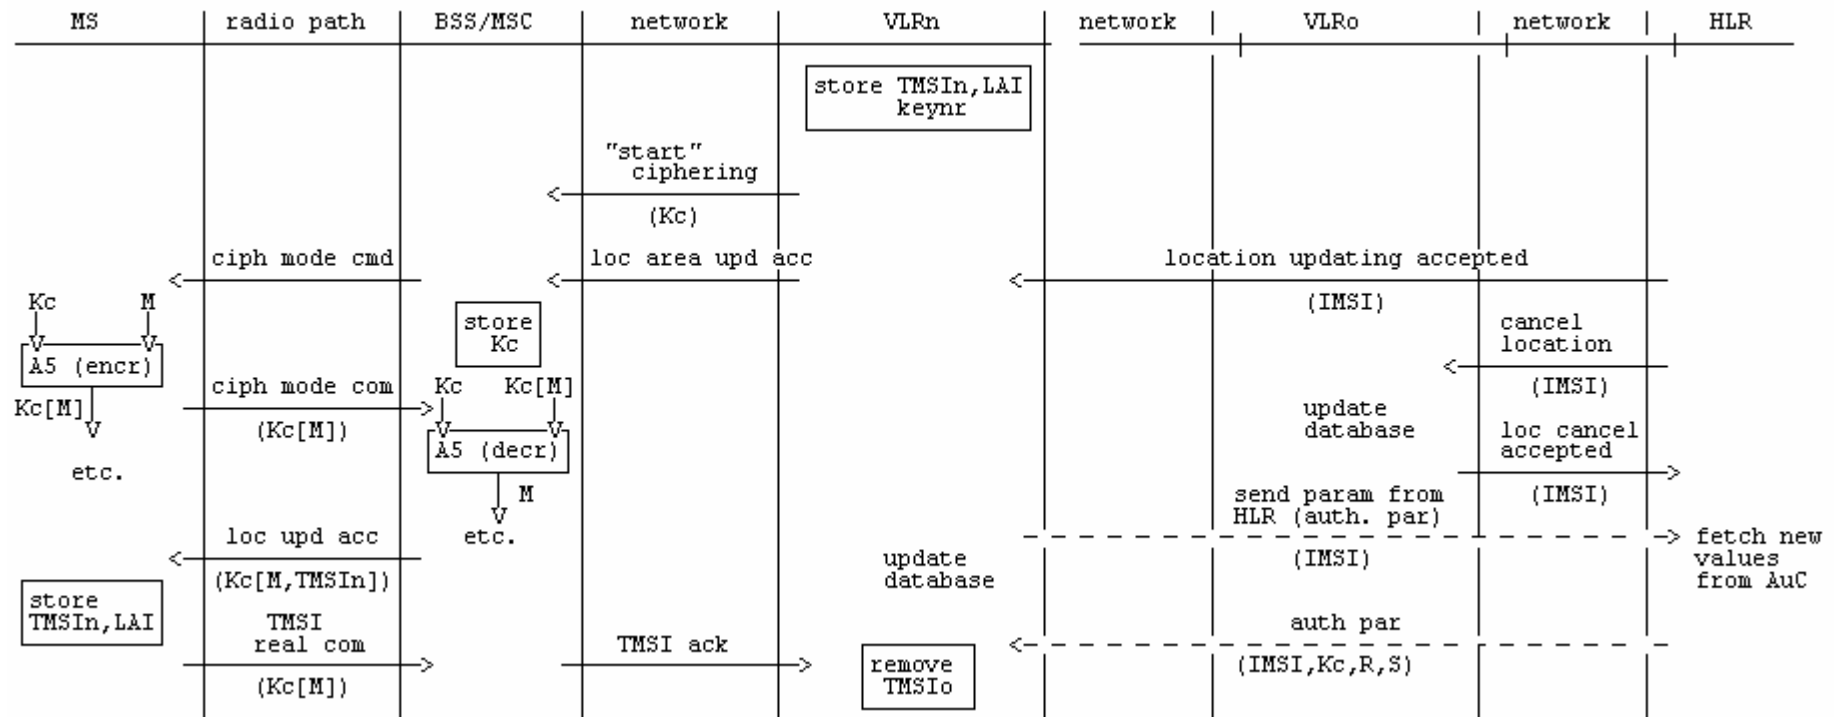 MS radio path BSS/MSC network VLRn network VLRo network HLR
store TMSIn,LAI
keynr
"start"
ciphering
(Kc)
ciph mode cmd loc area upd acc location updating accepted
(IMSI)
Kc M
store
Kc
cancel
location
(IMSI)
A5 (encr)
ciph mode com Kc Kc[M]
Kc[M]
(Kc[M])
update
database
loc cancel
accepted
(IMSI)
A5 (decr)
etc.
M
send param from
HLR (auth. par)
(IMSI)
loc upd acc etc.
(Kc[M,TMSIn])
update
database
fetch new
values
from AuC
store
TMSIn,LAI
TMSI
real com
(Kc[M])
TMSI ack
remove
TMSIo
auth par
(IMSI,Kc,R,S)